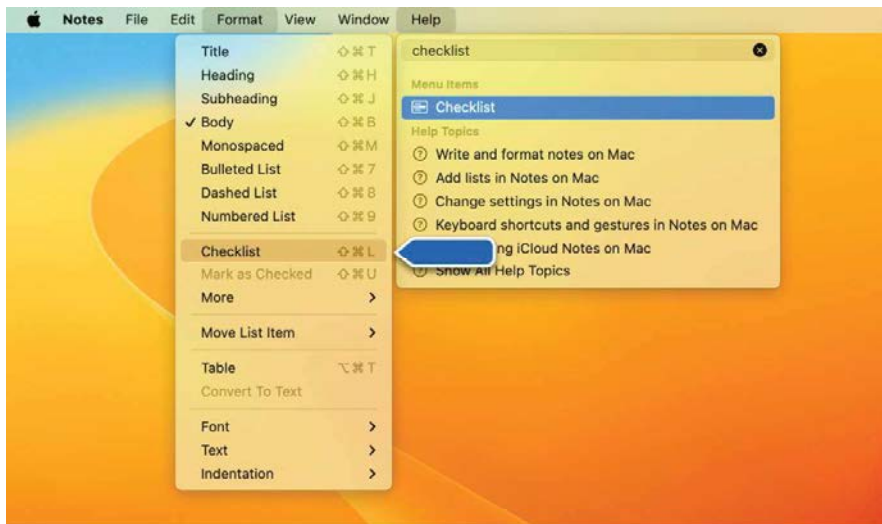 Notes File Edit Format View Window Help
Title ⇧⌘T
Heading ⇧⌘H
Subheading ⇧⌘J
✓ Body ⇧⌘B
Monospaced ⇧⌘M
Bulleted List ⇧⌘7
Dashed List ⇧⌘8
Numbered List ⇧⌘9
Checklist ⇧⌘L
Mark as Checked ⇧⌘U
More >
Move List Item >
Table ⌥⌘T
Convert To Text
Font >
Text >
Indentation >
checklist
Menu Items
Checklist
Help Topics
Write and format notes on Mac
Add lists in Notes on Mac
Change settings in Notes on Mac
Keyboard shortcuts and gestures in Notes on Mac
iCloud Notes on Mac
Show All Help Topics